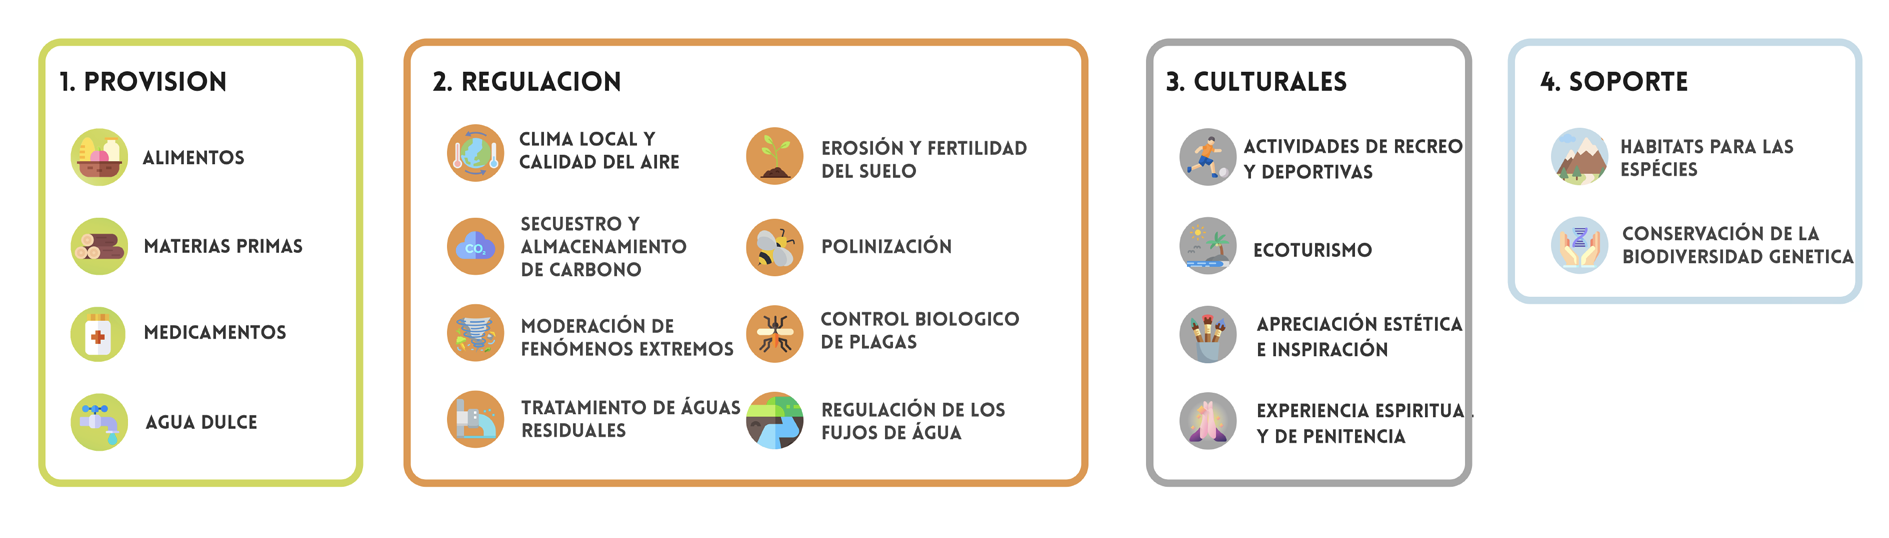 1. PROVISION
ALIMENTOS
MATERIAS PRIMAS
MEDICAMENTOS
AGUA DULCE
2. REGULACION
CLIMA LOCAL Y
CALIDAD DEL AIRE
SECUESTRO Y
ALMACENAMIENTO
DE CARBONO
CO2
MODERACIÓN DE
FENÓMENOS EXTREMOS
TRATAMIENTO DE ÁGUAS
RESIDUALES
EROSIÓN Y FERTILIDAD
DEL SUELO
POLINIZACIÓN
CONTROL BIOLOGICO
DE PLAGAS
REGULACIÓN DE LOS
FUJOS DE ÁGUA
3. CULTURALES
ACTIVIDADES DE RECREO
Y DEPORTIVAS
ECOTURISMO
APRECIACIÓN ESTÉTICA
E INSPIRACIÓN
EXPERIENCIA ESPIRITUAL
Y DE PENITENCIA
4. SOPORTE
HABITATS PARA LAS
ESPÉCIES
CONSERVACIÓN DE LA
BIODIVERSIDAD GENETICA